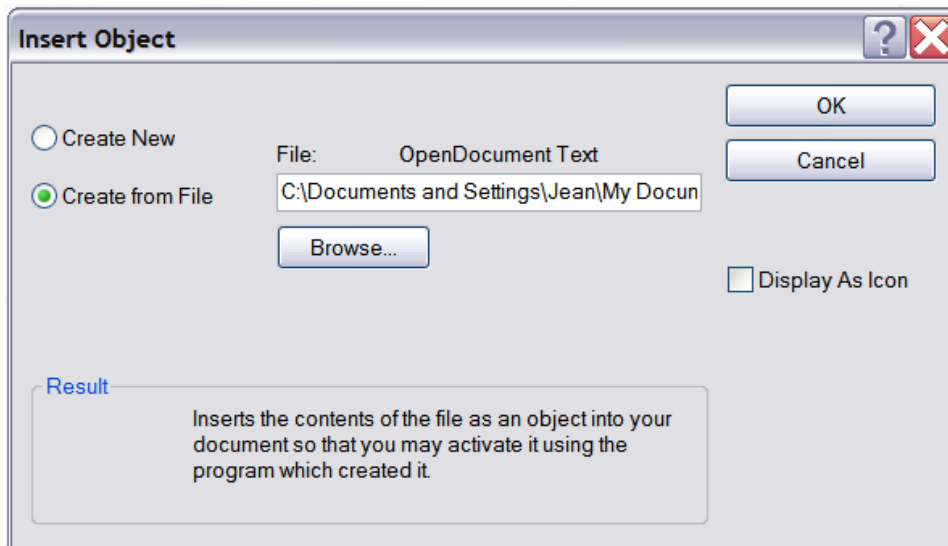 Insert Object
OK
Create New
File: OpenDocument Text
Cancel
Create from File
C:\Documents and Settings\Jean\My Docun
Browse...
Display As Icon
Result
Inserts the contents of the file as an object into your
document so that you may activate it using the
program which created it.